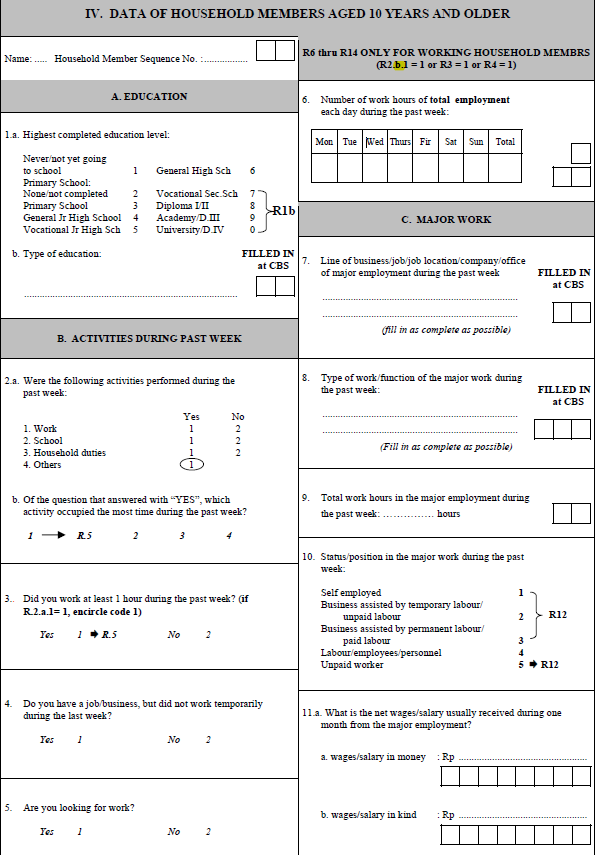 IV. DATA OF HOUSEHOLD MEMBERS AGED 10 YEARS AND OLDER
Name: ..... Household Member Sequence No. :.................
A. EDUCATION
1.a. Highest completed education level:
Never/not yet going
to school 1 General High Sch 6
Primary School:
None/not completed 2 Vocational Sec.Sch 7
Primary School 3 Diploma I/II 8
General Jr High School 4 Academy/D.III 9
Vocational Jr High Sch 5 University/D.IV 0
R1b
b. Type of education: FILLED IN
at CBS
................................................................................
B. ACTIVITIES DURING PAST WEEK
2.a. Were the following activities performed during the
past week:
Yes No
1. Work 1 2
2. School 1 2
3. Household duties 1 2
4. Others 1
b. Of the question that answered with “YES”, which
activity occupied the most time during the past week?
1 → R.5 2 3 4
3.. Did you work at least 1 hour during the past week? (if
R.2.a.1= 1, encircle code 1)
Yes 1 → R.5 No 2
4. Do you have a job/business, but did not work temporarily
during the last week?
Yes 1 No 2
5. Are you looking for work?
Yes 1 No 2
R6 thru R14 ONLY FOR WORKING HOUSEHOLD MEMBRS
(R2.b.1 = 1 or R3 = 1 or R4 = 1)
6. Number of work hours of total employment
each day during the past week:
Mon Tue Wed Thurs Fir Sat Sun Total
C. MAJOR WORK
7. Line of business/job/job location/company/office
of major employment during the past week FILLED IN
at CBS
..........................................................................
..........................................................................
(fill in as complete as possible)
8. Type of work/function of the major work during
the past week: FILLED IN
at CBS
..........................................................................
..........................................................................
(Fill in as complete as possible)
9. Total work hours in the major employment during
the past week: …………… hours
10. Status/position in the major work during the past
week:
Self employed 1
Business assisted by temporary labour/
unpaid labour 2 R12
Business assisted by permanent labour/
paid labour 3
Labour/employees/personnel 4
Unpaid worker 5 → R12
11.a. What is the net wages/salary usually received during one
month from the major employment?
a. wages/salary in money : Rp ................................................
b. wages/salary in kind : Rp ................................................